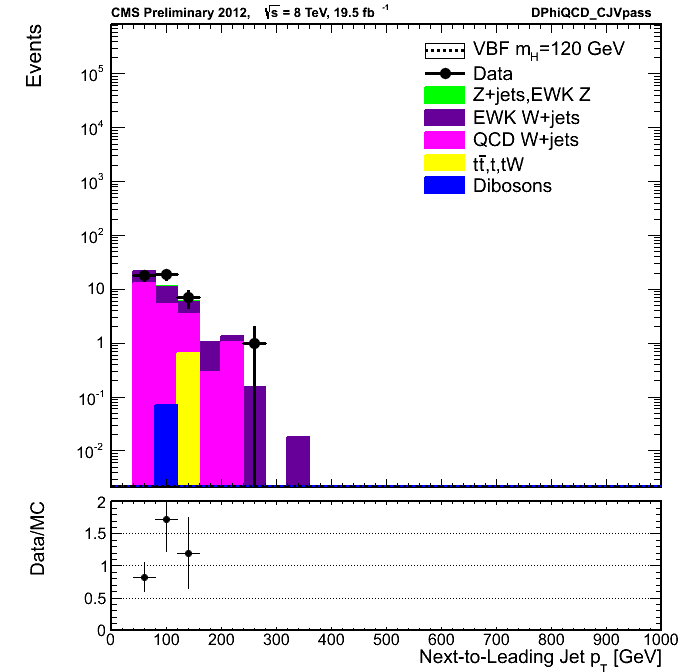 CMS Preliminary 2012, √s = 8 TeV, 19.5 fb⁻¹ DPhiQCD_CJVpass
Events
VBF m_H=120 GeV
Data
Z+jets,EWK Z
EWK W+jets
QCD W+jets
tt̄,t,tW
Dibosons
10⁵
10⁴
10³
10²
10
1
10⁻¹
10⁻²
Data/MC
2
1.5
1
0.5
0
0 100 200 300 400 500 600 700 800 900 1000
Next-to-Leading Jet p_T [GeV]